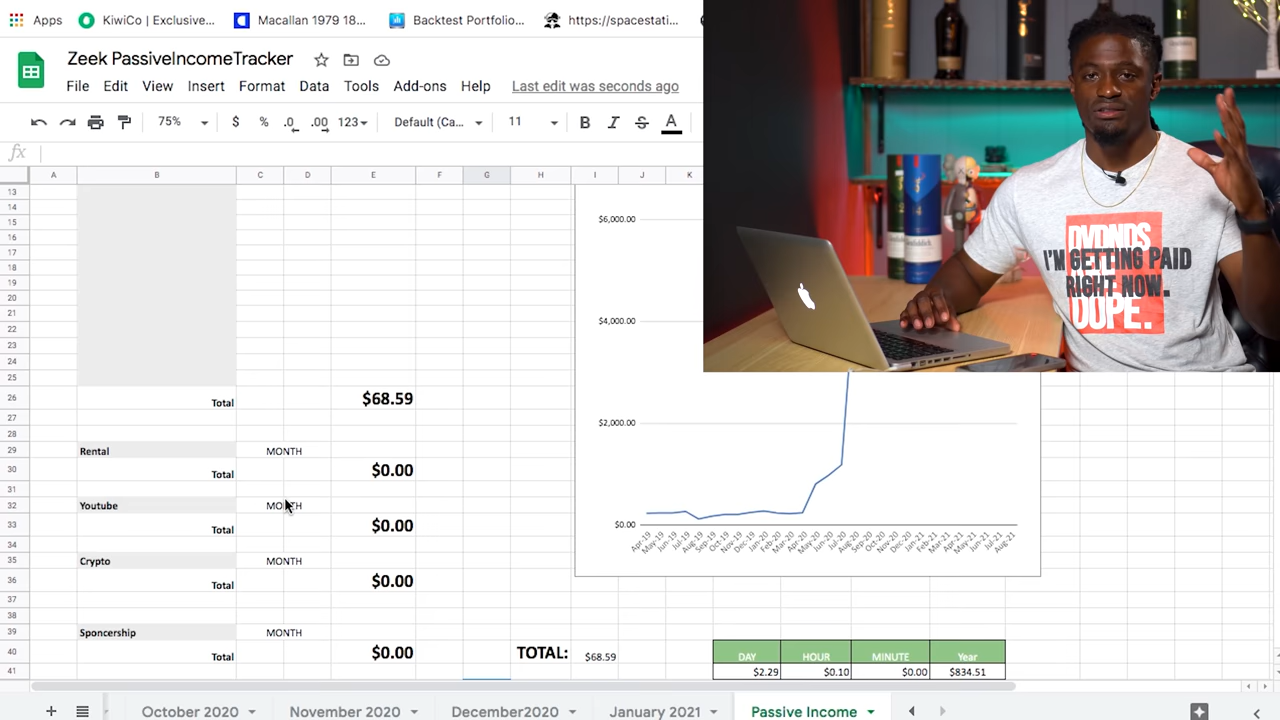 Apps KiwiCo | Exclusive... Macallan 1979 18... Backtest Portfolio... https://spacestati...
Zeek PassiveIncomeTracker
File Edit View Insert Format Data Tools Add-ons Help Last edit was seconds ago
75% $ % .0 .00 123 Default (Ca... 11 B I S A
fx
A B C D E F G H I J K
13
14
15
16
17
18
19
20
21
22
23
24
25
26 Total $68.59
27
28
29 Rental MONTH
30 Total $0.00
31
32 Youtube MONTH
33 Total $0.00
34
35 Crypto MONTH
36 Total $0.00
37
38
39 Sponcership MONTH
40 Total $0.00 TOTAL: $68.59
41
$6,000.00
$4,000.00
$2,000.00
$0.00
Apr-19 May-19 Jun-19 Jul-19 Aug-19 Sep-19 Oct-19 Nov-19 Dec-19 Jan-20 Feb-20 Mar-20 Apr-20 May-20 Jun-20 Jul-20 Aug-20 Sep-20 Oct-20 Nov-20 Dec-20 Jan-21 Feb-21 Mar-21 Apr-21 May-21 Jun-21 Jul-21 Aug-21
DAY HOUR MINUTE Year
$2.29 $0.10 $0.00 $834.51
October 2020 November 2020 December2020 January 2021 Passive Income
DVDNDS
I'M GETTING PAID
RIGHT NOW.
DOPE.